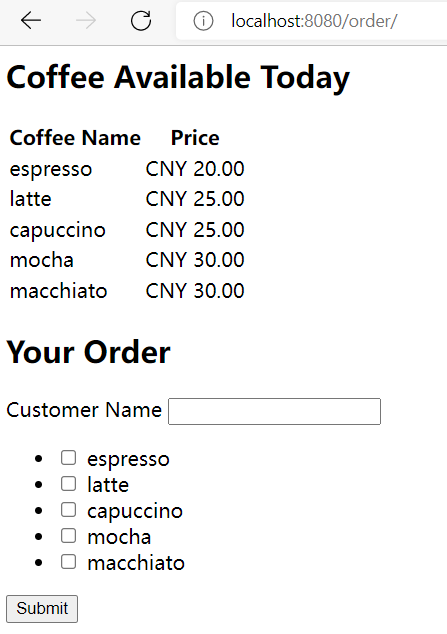 localhost:8080/order/
Coffee Available Today
Coffee Name Price
espresso CNY 20.00
latte CNY 25.00
capuccino CNY 25.00
mocha CNY 30.00
macchiato CNY 30.00
Your Order
Customer Name
espresso
latte
capuccino
mocha
macchiato
Submit